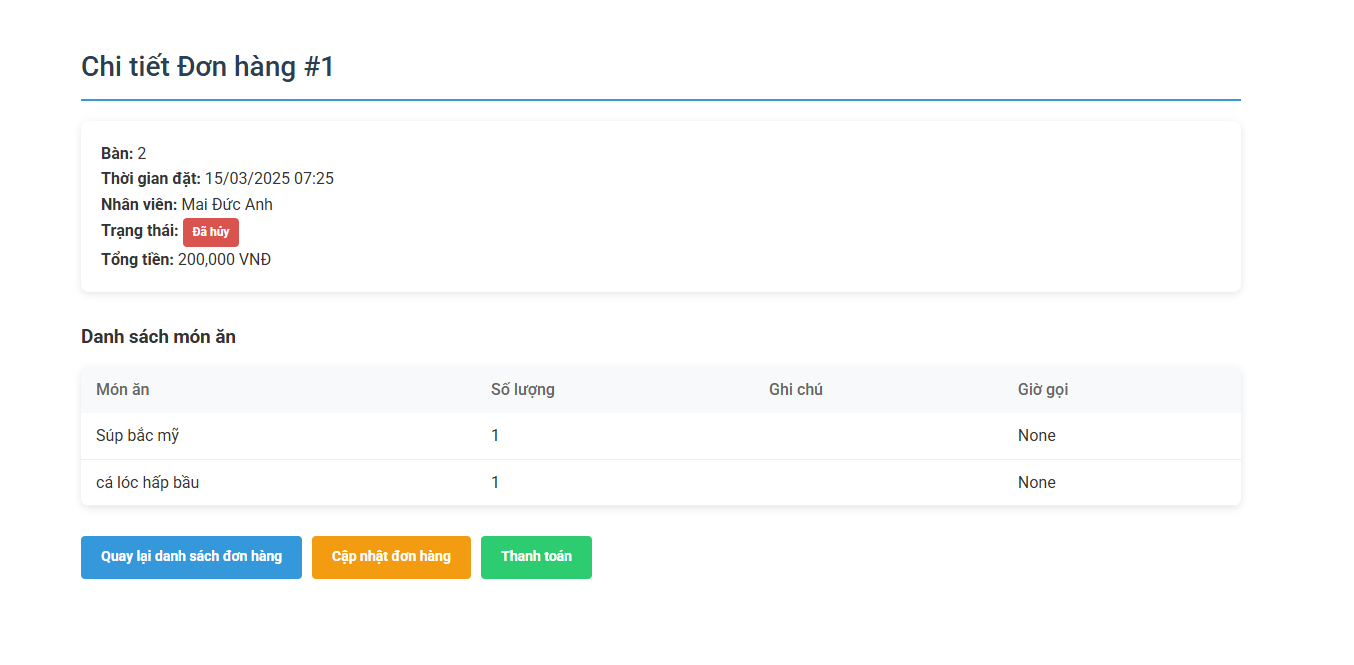 Chi tiết Đơn hàng #1
Bàn: 2
Thời gian đặt: 15/03/2025 07:25
Nhân viên: Mai Đức Anh
Trạng thái: Đã hủy
Tổng tiền: 200,000 VNĐ
Danh sách món ăn
Món ăn Số lượng Ghi chú Giờ gọi
Súp bắc mỹ 1 None
cá lóc hấp bầu 1 None
Quay lại danh sách đơn hàng Cập nhật đơn hàng Thanh toán